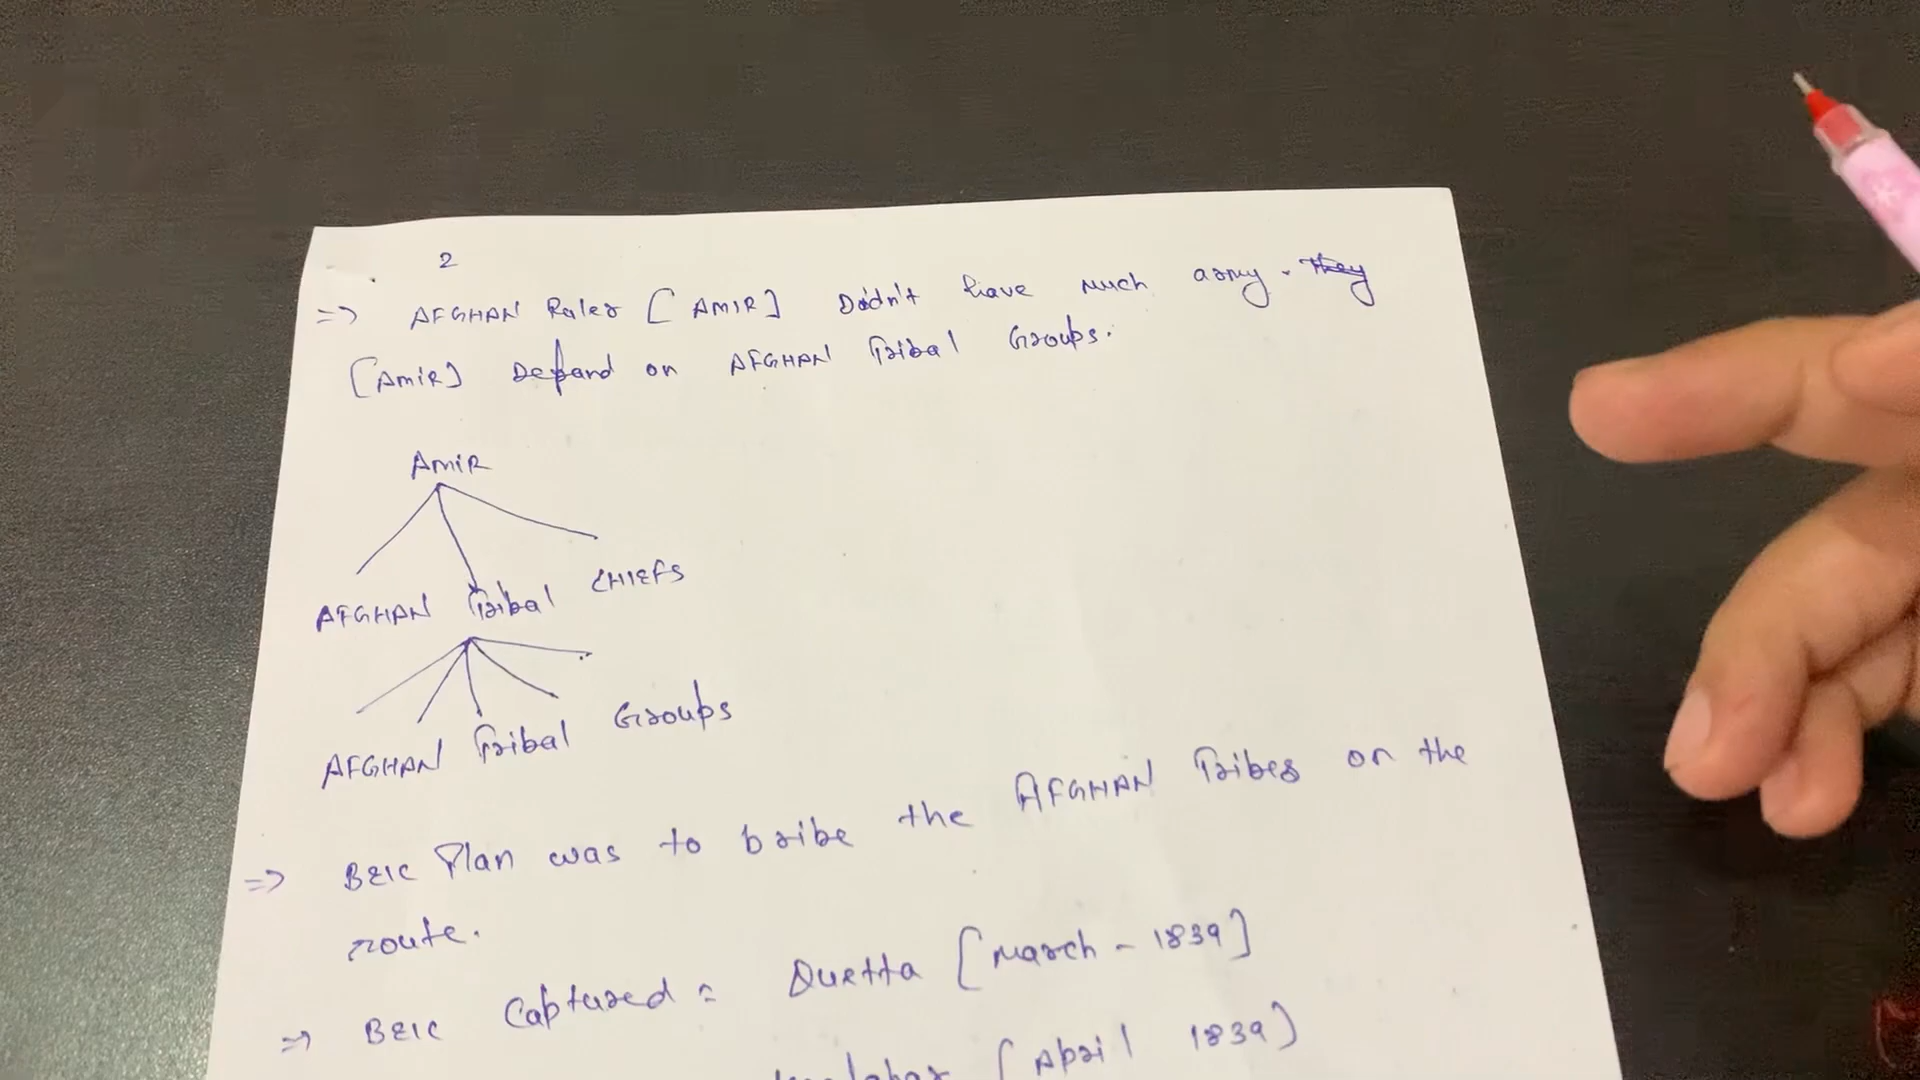 2
=> AFGHAN Ruler [AMIR] Didn't have much army. They
[AmiR] Depand on AFGHAN Tribal Groups.
AmiR
AFGHAN Tribal CHIEFS
AFGHAN Tribal Groups
=> BEIC Plan was to bribe the AFGHAN Tribes on the
route.
=> BEIC Captured = Quetta [March - 1839]
[April 1839]